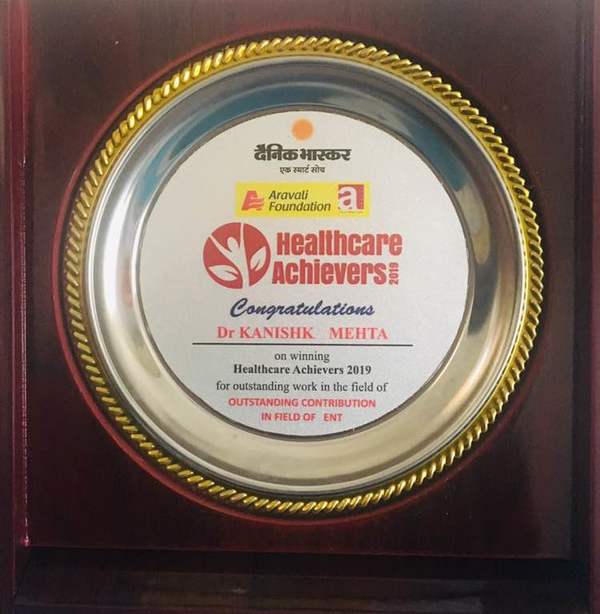 दैनिक भास्कर
एक स्मार्ट सोच
Aravali
Foundation
a
Healthcare
Achievers 2019
Congratulations
Dr KANISHK MEHTA
on winning
Healthcare Achievers 2019
for outstanding work in the field of
OUTSTANDING CONTRIBUTION
IN FIELD OF ENT